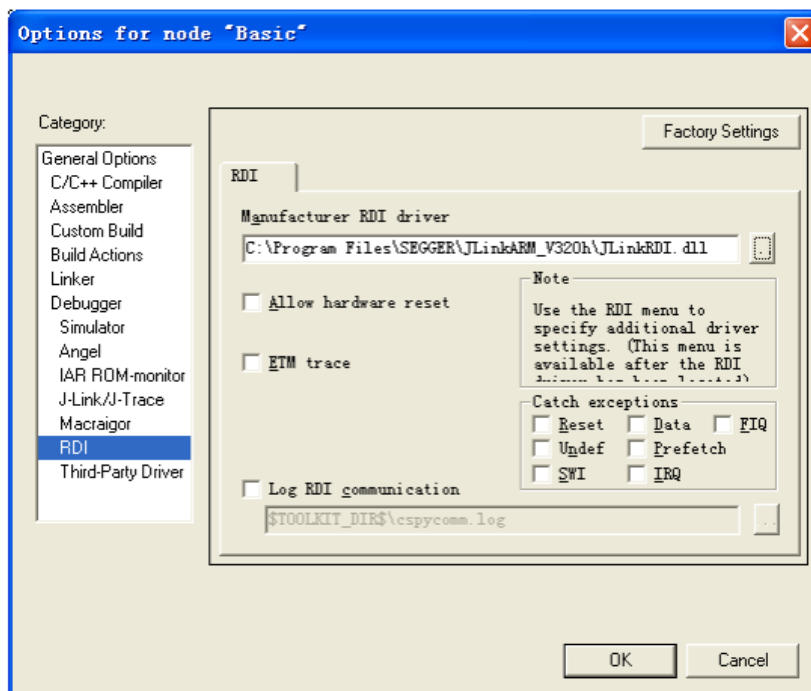 Options for node "Basic"
Category:
Factory Settings
General Options
C/C++ Compiler
Assembler
Custom Build
Build Actions
Linker
Debugger
Simulator
Angel
IAR ROM-monitor
J-Link/J-Trace
Macraigor
RDI
Third-Party Driver
RDI
Manufacturer RDI driver
C:\Program Files\SEGGER\JLinkARM_V320h\JLinkRDI.dll
..
Allow hardware reset
ETM trace
Note
Use the RDI menu to
specify additional driver
settings. (This menu is
available after the RDI
Catch exceptions
Reset Data FIQ
Undef Prefetch
SWI IRQ
Log RDI communication
$TOOLKIT_DIR$\cspycomm.log
..
OK Cancel